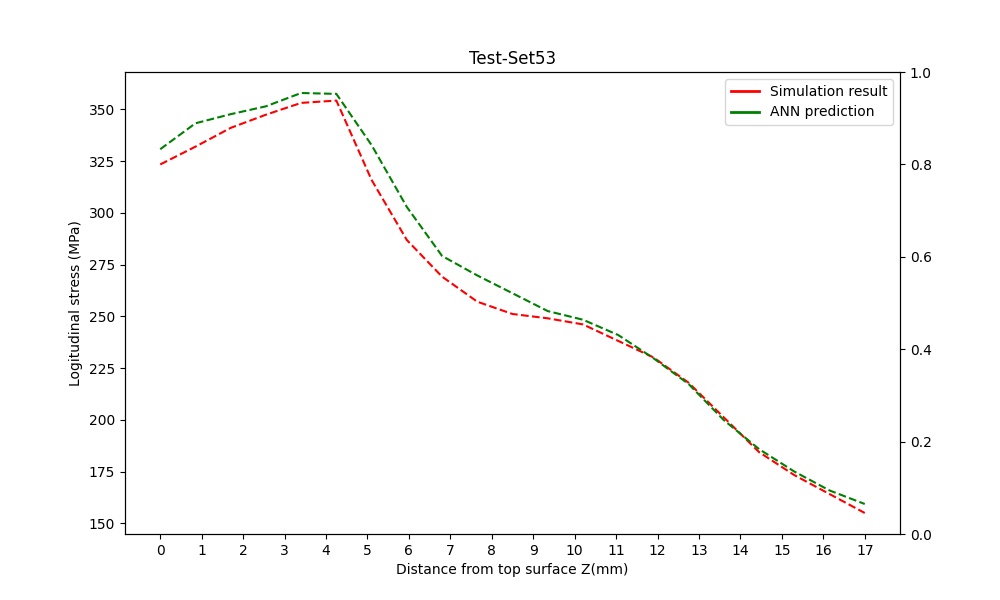 Test-Set53
Simulation result
ANN prediction
Logitudinal stress (MPa)
350
325
300
275
250
225
200
175
150
1.0
0.8
0.6
0.4
0.2
0.0
0 1 2 3 4 5 6 7 8 9 10 11 12 13 14 15 16 17
Distance from top surface Z(mm)